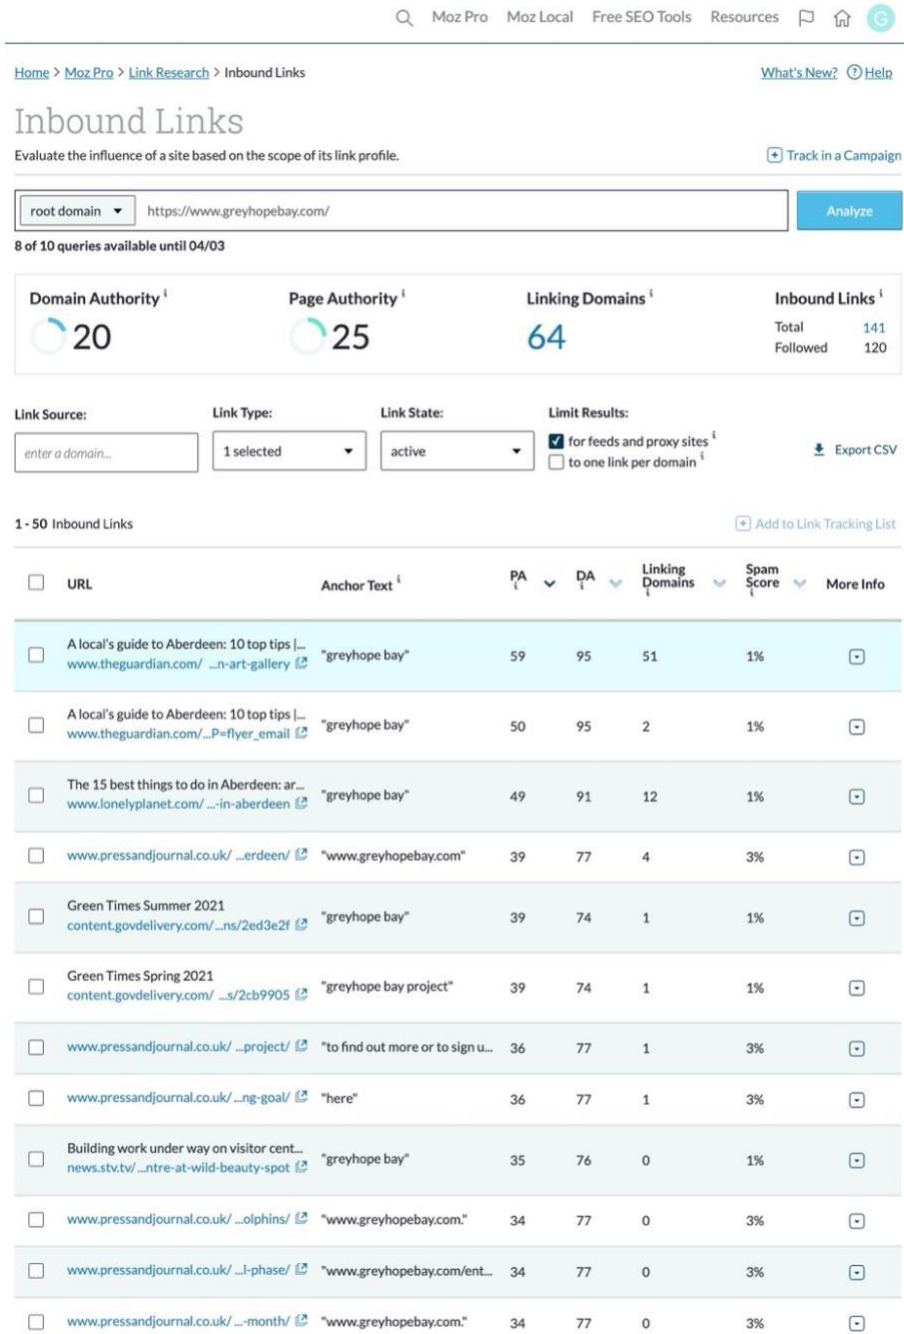 Moz Pro Moz Local Free SEO Tools Resources G
Home > Moz Pro > Link Research > Inbound Links What's New? ? Help
Inbound Links
Evaluate the influence of a site based on the scope of its link profile. + Track in a Campaign
root domain https://www.greyhopebay.com/ Analyze
8 of 10 queries available until 04/03
Domain Authority i Page Authority i Linking Domains i Inbound Links i
20 25 64 Total 141
Followed 120
Link Source: Link Type: Link State: Limit Results:
enter a domain... 1 selected active for feeds and proxy sites i
to one link per domain i
Export CSV
1 - 50 Inbound Links + Add to Link Tracking List
URL Anchor Text i PA i DA i Linking Domains i Spam Score i More Info
A local's guide to Aberdeen: 10 top tips |...
www.theguardian.com/ ...n-art-gallery "greyhope bay" 59 95 51 1%
A local's guide to Aberdeen: 10 top tips |...
www.theguardian.com/...P=flyer_email "greyhope bay" 50 95 2 1%
The 15 best things to do in Aberdeen: ar...
www.lonelyplanet.com/ ...-in-aberdeen "greyhope bay" 49 91 12 1%
www.pressandjournal.co.uk/ ...erdeen/ "www.greyhopebay.com" 39 77 4 3%
Green Times Summer 2021
content.govdelivery.com/...ns/2ed3e2f "greyhope bay" 39 74 1 1%
Green Times Spring 2021
content.govdelivery.com/ ...s/2cb9905 "greyhope bay project" 39 74 1 1%
www.pressandjournal.co.uk/ ...project/ "to find out more or to sign u... 36 77 1 3%
www.pressandjournal.co.uk/ ...ng-goal/ "here" 36 77 1 3%
Building work under way on visitor cent...
news.stv.tv/...ntre-at-wild-beauty-spot "greyhope bay" 35 76 0 1%
www.pressandjournal.co.uk/ ...olphins/ "www.greyhopebay.com." 34 77 0 3%
www.pressandjournal.co.uk/ ...l-phase/ "www.greyhopebay.com/ent... 34 77 0 3%
www.pressandjournal.co.uk/ ...-month/ "www.greyhopebay.com." 34 77 0 3%